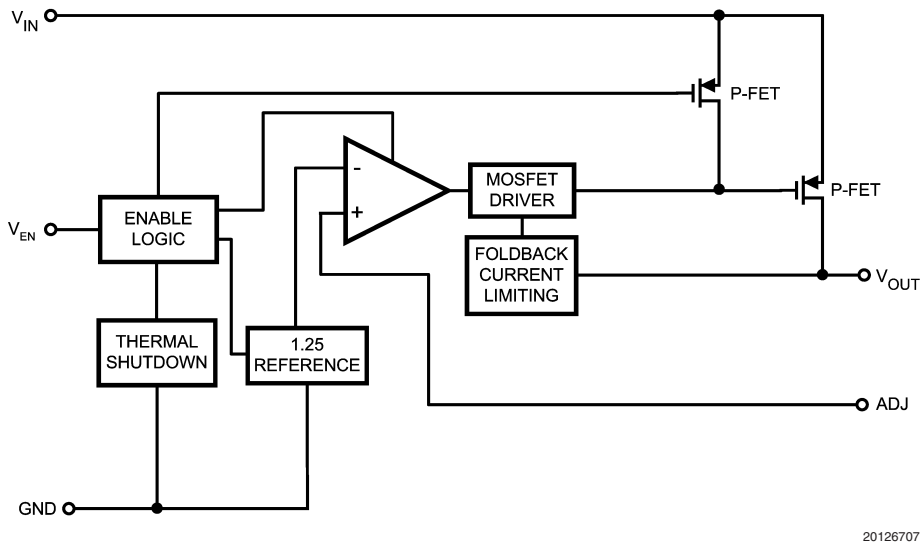 VIN
P-FET
P-FET
MOSFET
DRIVER
-
+
ENABLE
LOGIC
VEN
FOLDBACK
CURRENT
LIMITING
VOUT
THERMAL
SHUTDOWN
1.25
REFERENCE
ADJ
GND
20126707